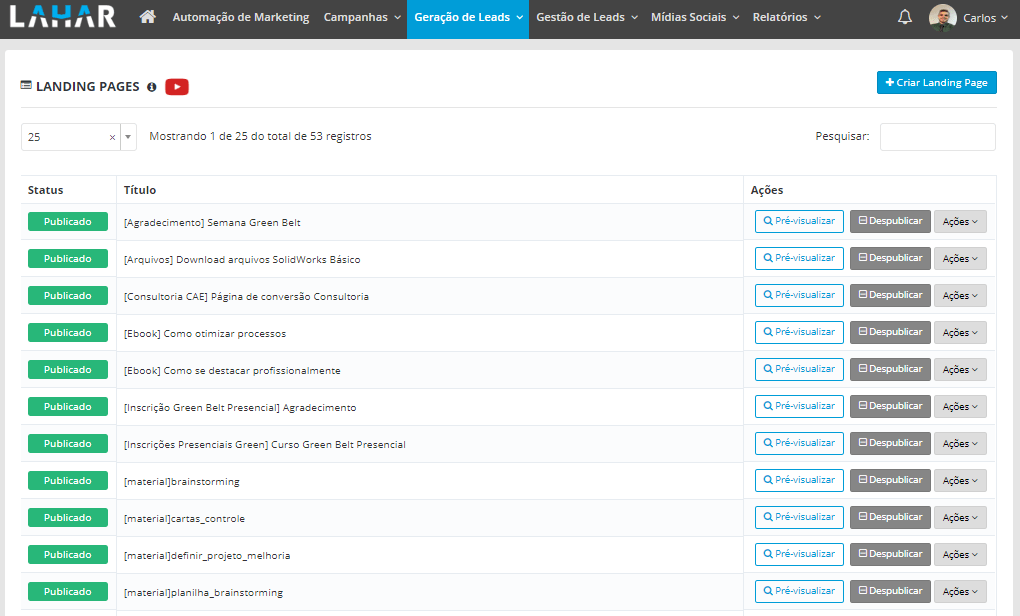 LAHAR Automação de Marketing Campanhas Geração de Leads Gestão de Leads Mídias Sociais Relatórios Carlos
LANDING PAGES
+ Criar Landing Page
25 × Mostrando 1 de 25 do total de 53 registros Pesquisar:
Status Título Ações
Publicado [Agradecimento] Semana Green Belt Pré-visualizar Despublicar Ações
Publicado [Arquivos] Download arquivos SolidWorks Básico Pré-visualizar Despublicar Ações
Publicado [Consultoria CAE] Página de conversão Consultoria Pré-visualizar Despublicar Ações
Publicado [Ebook] Como otimizar processos Pré-visualizar Despublicar Ações
Publicado [Ebook] Como se destacar profissionalmente Pré-visualizar Despublicar Ações
Publicado [Inscrição Green Belt Presencial] Agradecimento Pré-visualizar Despublicar Ações
Publicado [Inscrições Presenciais Green] Curso Green Belt Presencial Pré-visualizar Despublicar Ações
Publicado [material]brainstorming Pré-visualizar Despublicar Ações
Publicado [material]cartas_controle Pré-visualizar Despublicar Ações
Publicado [material]definir_projeto_melhoria Pré-visualizar Despublicar Ações
Publicado [material]planilha_brainstorming Pré-visualizar Despublicar Ações